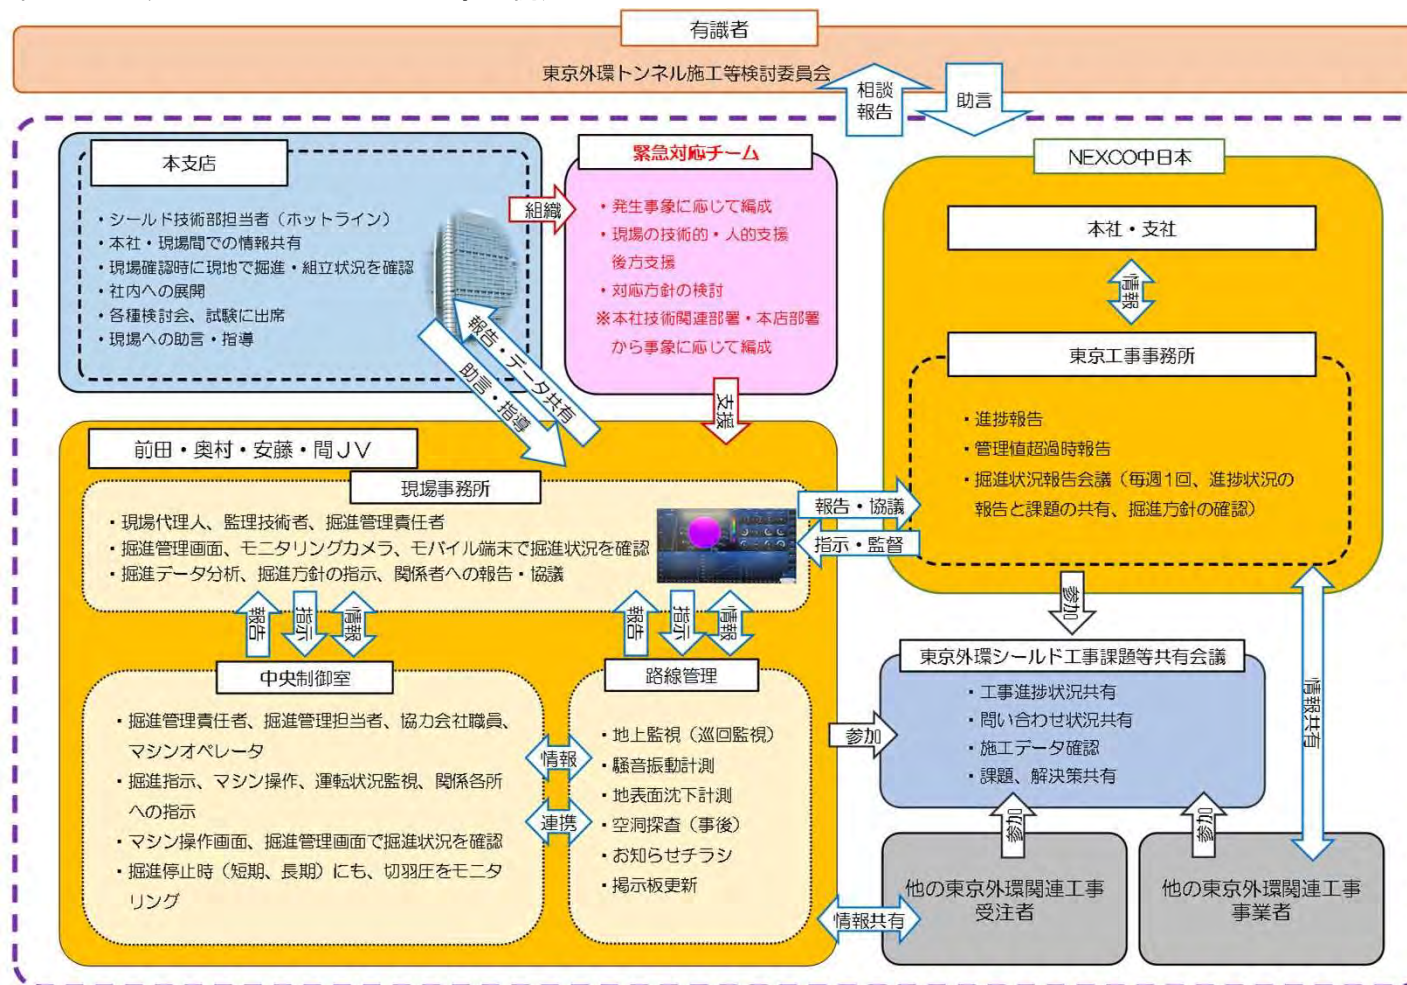 有識者
東京外環トンネル施工等検討委員会
相談
報告
助言
本支店
・シールド技術部担当者（ホットライン）
・本社・現場間での情報共有
・現場確認時に現地で掘進・組立状況を確認
・社内への展開
・各種検討会、試験に出席
・現場への助言・指導
組織
緊急対応チーム
・発生事象に応じて編成
・現場の技術的・人的支援
後方支援
・対応方針の検討
※本社技術関連部署・本店部署
から事象に応じて編成
報告・データ共有
助言・指導
支援
NEXCO中日本
本社・支社
情報
東京工事事務所
・進捗報告
・管理値超過時報告
・掘進状況報告会議（毎週1回、進捗状況の
報告と課題の共有、掘進方針の確認）
前田・奥村・安藤・間JV
現場事務所
・現場代理人、監理技術者、掘進管理責任者
・掘進管理画面、モニタリングカメラ、モバイル端末で掘進状況を確認
・掘進データ分析、掘進方針の指示、関係者への報告・協議
報告・協議
指示・監督
報告
指示
情報
報告
指示
情報
中央制御室
・掘進管理責任者、掘進管理担当者、協力会社職員、
マシンオペレータ
・掘進指示、マシン操作、運転状況監視、関係各所
への指示
・マシン操作画面、掘進管理画面で掘進状況を確認
・掘進停止時（短期、長期）にも、切羽圧をモニタ
リング
情報
連携
路線管理
・地上監視（巡回監視）
・騒音振動計測
・地表面沈下計測
・空洞探査（事後）
・お知らせチラシ
・掲示板更新
参加
参加
東京外環シールド工事課題等共有会議
・工事進捗状況共有
・問い合わせ状況共有
・施工データ確認
・課題、解決策共有
情報共有
参加
参加
情報共有
他の東京外環関連工事
受注者
他の東京外環関連工事
事業者